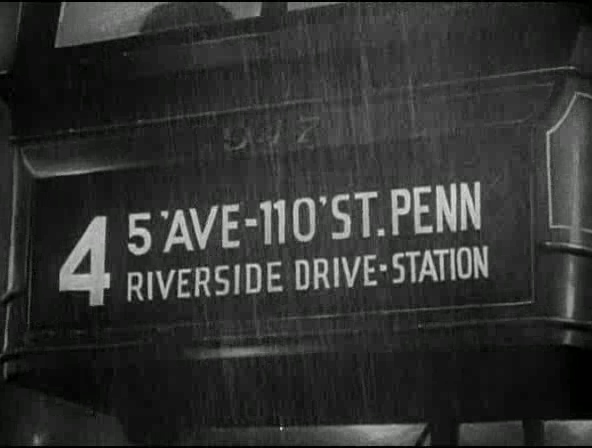 4 5'AVE-110'ST. PENN
RIVERSIDE DRIVE-STATION